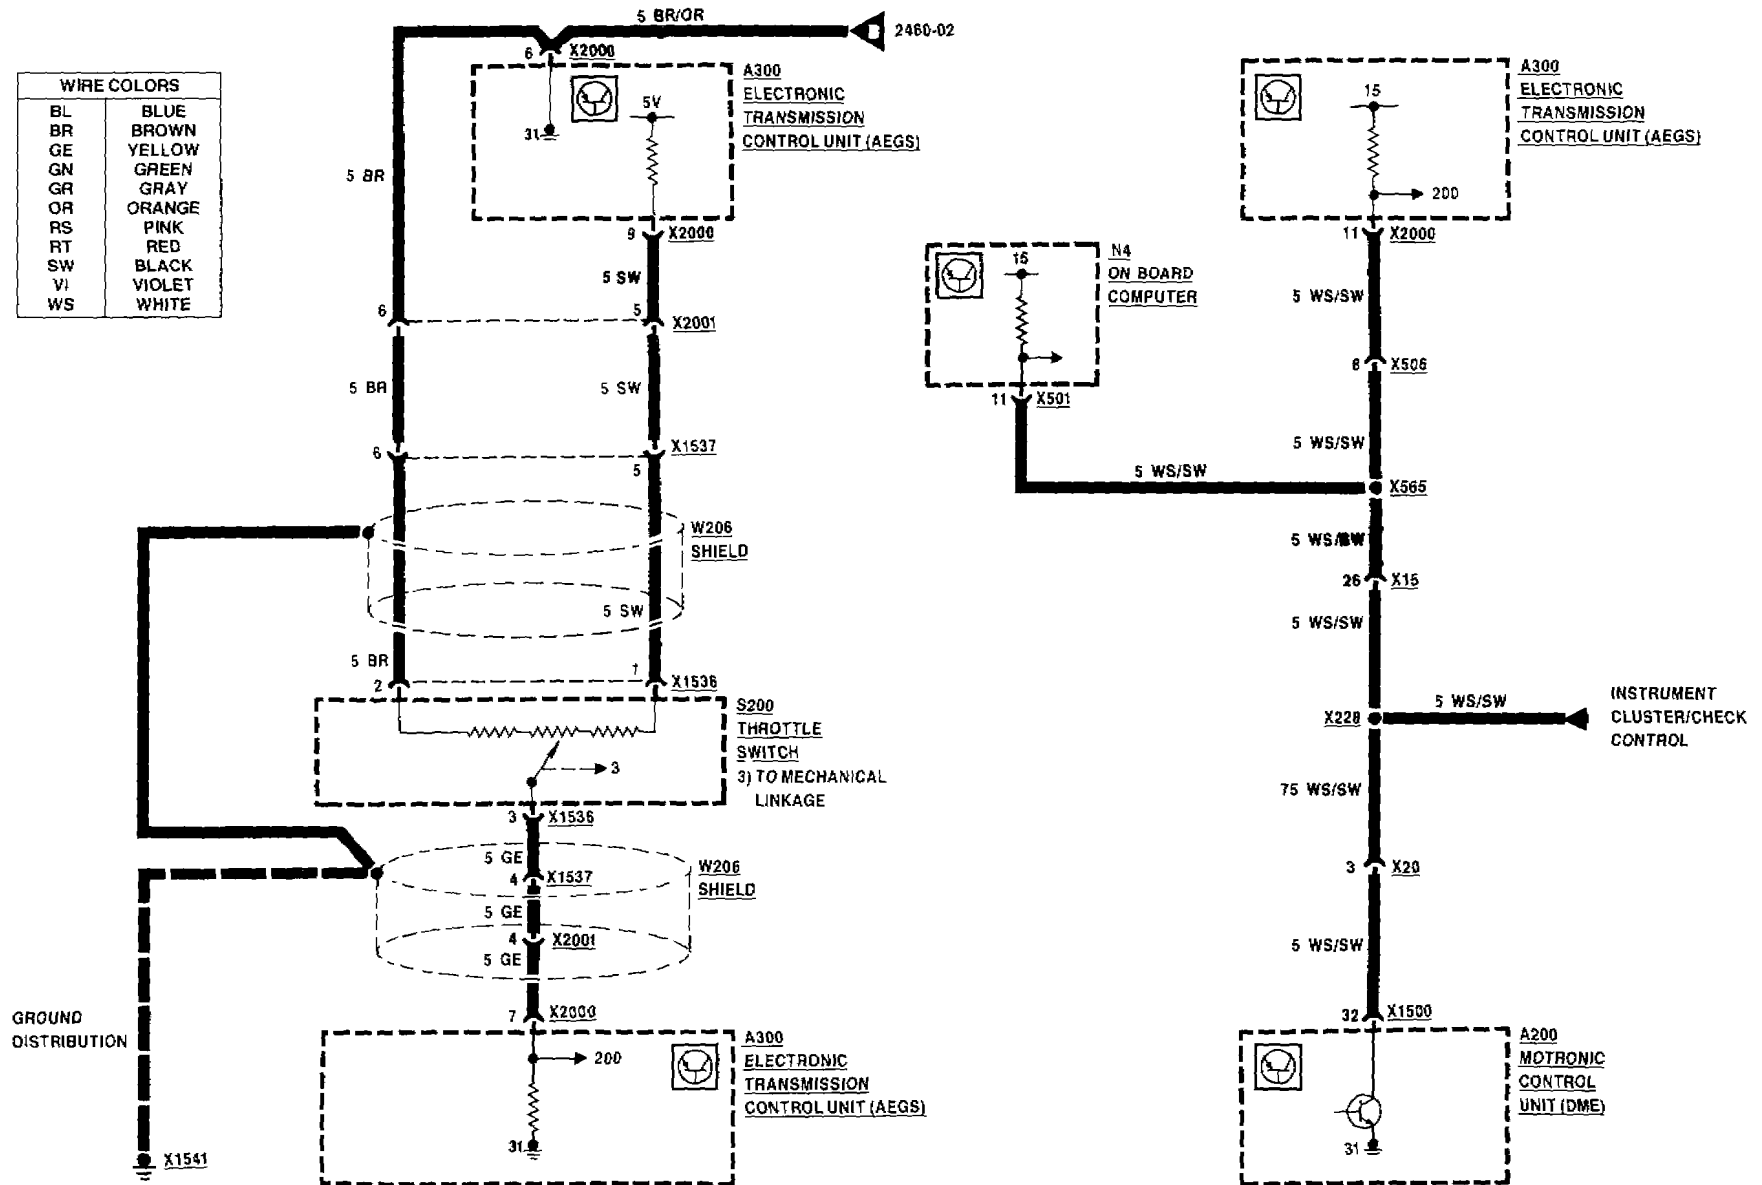 5 BR/OR
2460-02
6 X2000
WIRE COLORS
BL BLUE
BR BROWN
GE YELLOW
GN GREEN
GR GRAY
OR ORANGE
RS PINK
RT RED
SW BLACK
VI VIOLET
WS WHITE
A300
ELECTRONIC
TRANSMISSION
CONTROL UNIT (AEGS)
5V
31
5 BR
9 X2000
5 SW
6 5 X2001
5 BR 5 SW
6 5 X1537
W206
SHIELD
5 SW
5 BR
2 1 X1536
S200
THROTTLE
SWITCH
3) TO MECHANICAL
LINKAGE
3
3 X1536
5 GE
4 X1537
5 GE
4 X2001
5 GE
W206
SHIELD
7 X2000
A300
ELECTRONIC
TRANSMISSION
CONTROL UNIT (AEGS)
200
31
GROUND
DISTRIBUTION
X1541
A300
ELECTRONIC
TRANSMISSION
CONTROL UNIT (AEGS)
15
200
11 X2000
N4
ON BOARD
COMPUTER
15
11 X501
5 WS/SW
6 X506
5 WS/SW
5 WS/SW
X565
5 WS/SW
26 X15
5 WS/SW
X228
5 WS/SW
INSTRUMENT
CLUSTER/CHECK
CONTROL
75 WS/SW
3 X20
5 WS/SW
32 X1500
A200
MOTRONIC
CONTROL
UNIT (DME)
31